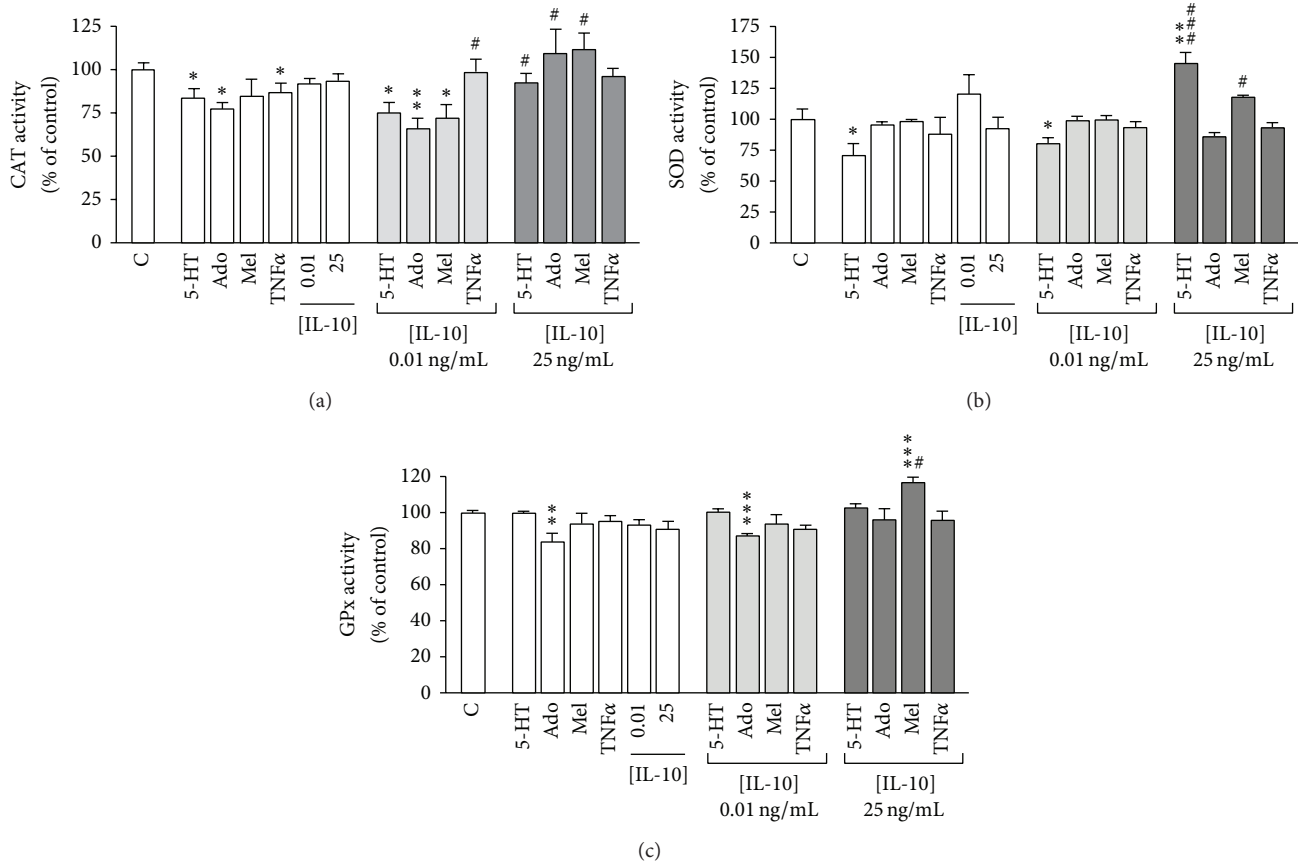 125
100
75
50
25
0
CAT activity
(% of control)
*
*
*
*
**
*
#
#
#
#
C
5-HT
Ado
Mel
TNFα
0.01
25
5-HT
Ado
Mel
TNFα
5-HT
Ado
Mel
TNFα
[IL-10]
[IL-10]
0.01 ng/mL
[IL-10]
25 ng/mL
(a)
175
150
125
100
75
50
25
0
SOD activity
(% of control)
*
*
**
###
#
C
5-HT
Ado
Mel
TNFα
0.01
25
5-HT
Ado
Mel
TNFα
5-HT
Ado
Mel
TNFα
[IL-10]
[IL-10]
0.01 ng/mL
[IL-10]
25 ng/mL
(b)
120
100
80
60
40
20
0
GPx activity
(% of control)
**
***
***
#
C
5-HT
Ado
Mel
TNFα
0.01
25
5-HT
Ado
Mel
TNFα
5-HT
Ado
Mel
TNFα
[IL-10]
[IL-10]
0.01 ng/mL
[IL-10]
25 ng/mL
(c)